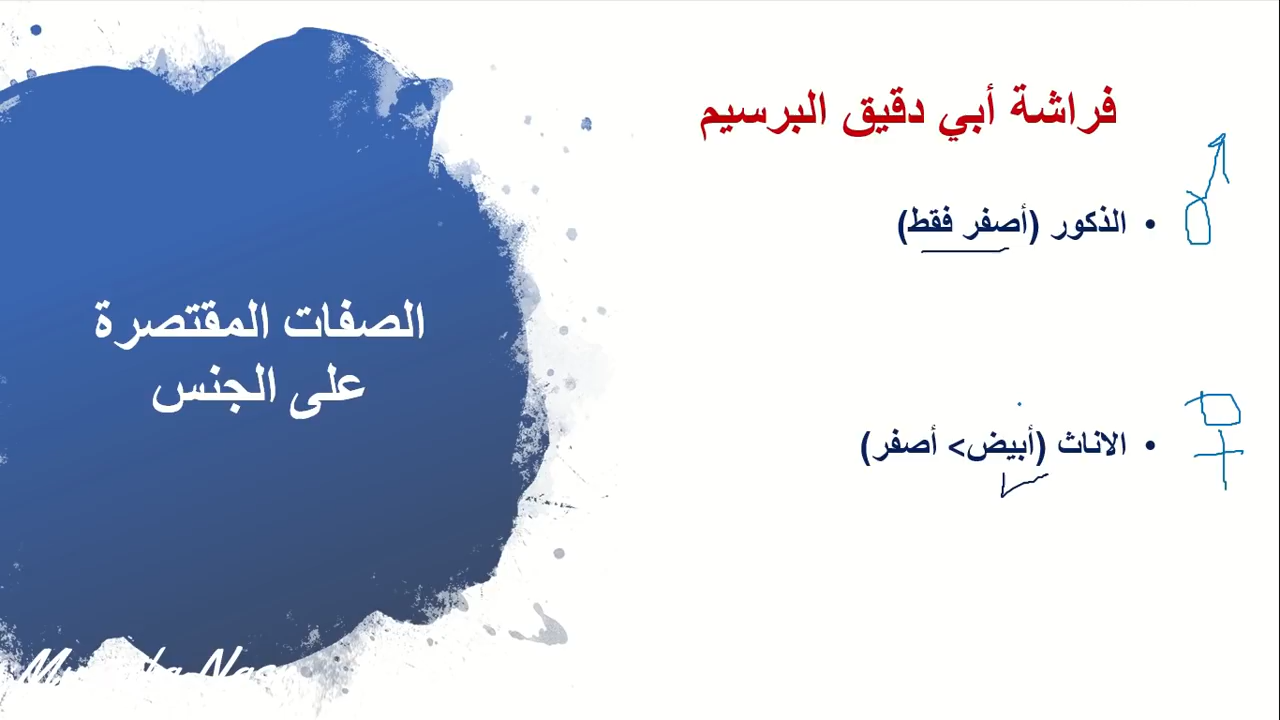 فراشة أبي دقيق البرسيم
• الذكور (أصفر فقط)
• الاناث (أبيض> أصفر)
الصفات المقتصرة
على الجنس